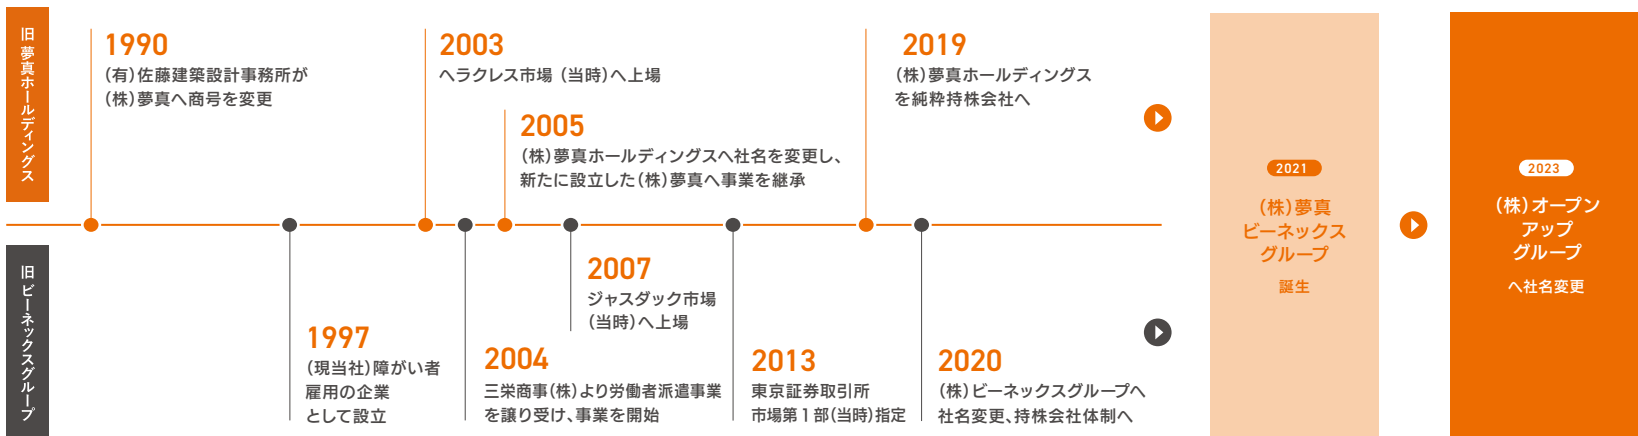 旧 夢真ホールディングス
1990
（有）佐藤建築設計事務所が
（株）夢真へ商号を変更
2003
ヘラクレス市場（当時）へ上場
2005
（株）夢真ホールディングスへ社名を変更し、
新たに設立した（株）夢真へ事業を継承
2019
（株）夢真ホールディングス
を純粋持株会社へ
旧 ビーネックスグループ
1997
（現当社）障がい者
雇用の企業
として設立
2004
三栄商事（株）より労働者派遣事業
を譲り受け、事業を開始
2007
ジャスダック市場
（当時）へ上場
2013
東京証券取引所
市場第1部（当時）指定
2020
（株）ビーネックスグループへ
社名変更、持株会社体制へ
2021
（株）夢真
ビーネックス
グループ
誕生
2023
（株）オープン
アップ
グループ
へ社名変更